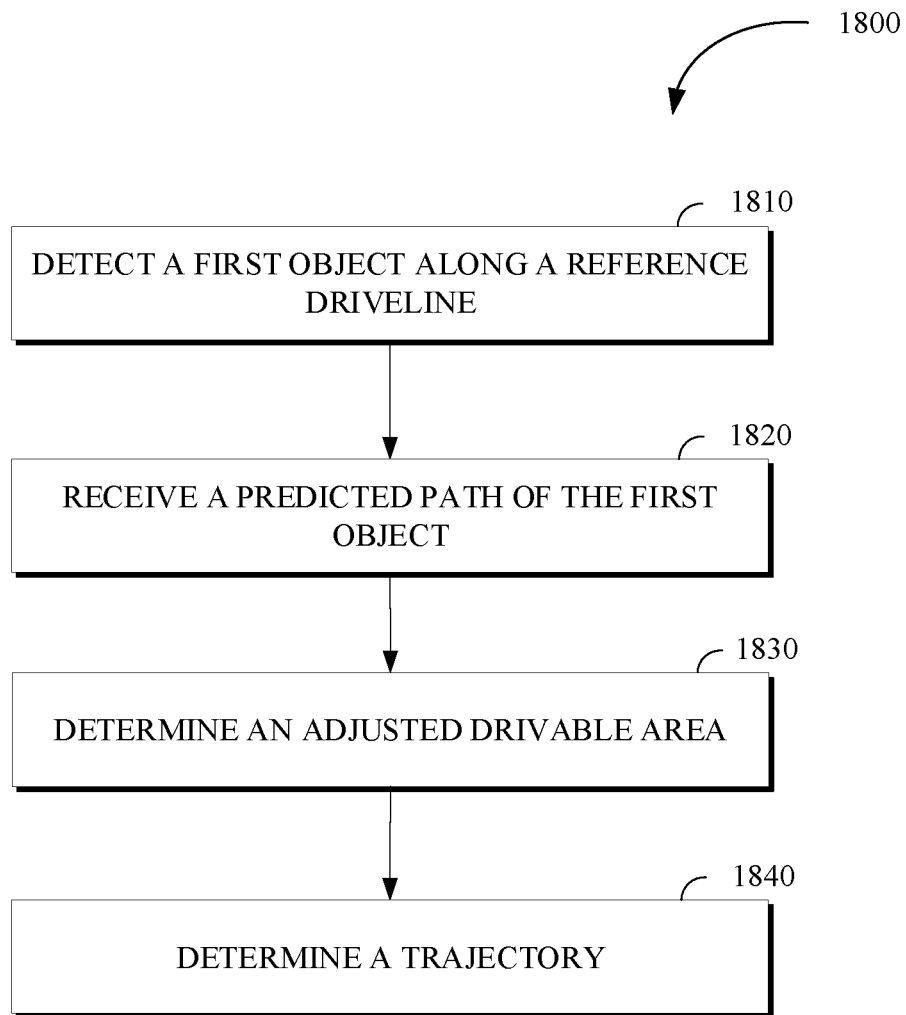 1800
1810
DETECT A FIRST OBJECT ALONG A REFERENCE
DRIVELINE
1820
RECEIVE A PREDICTED PATH OF THE FIRST
OBJECT
1830
DETERMINE AN ADJUSTED DRIVABLE AREA
1840
DETERMINE A TRAJECTORY